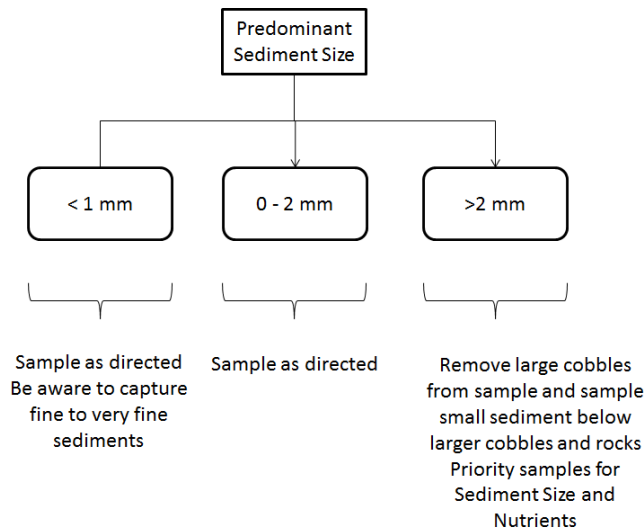 Predominant
Sediment Size
< 1 mm
0 - 2 mm
>2 mm
Sample as directed
Be aware to capture
fine to very fine
sediments
Sample as directed
Remove large cobbles
from sample and sample
small sediment below
larger cobbles and rocks
Priority samples for
Sediment Size and
Nutrients